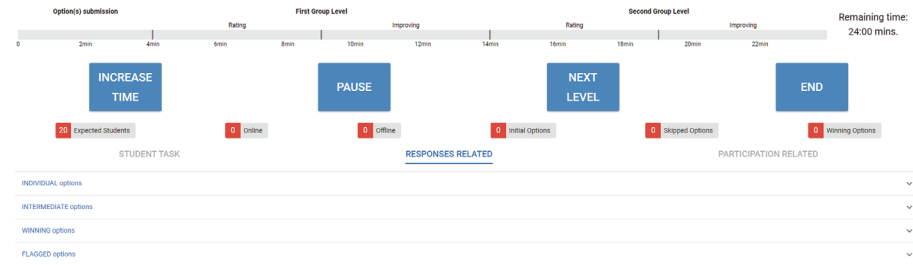 Option(s) submission First Group Level Second Group Level
Remaining time:
24:00 mins.
Rating Improving Rating Improving
0 2min 4min 6min 8min 10min 12min 14min 16min 18min 20min 22min
INCREASE TIME
PAUSE
NEXT LEVEL
END
20 Expected Students 0 Online 0 Offline 0 Initial Options 0 Skipped Options 0 Winning Options
STUDENT TASK RESPONSES RELATED PARTICIPATION RELATED
INDIVIDUAL options
INTERMEDIATE options
WINNING options
FLAGGED options